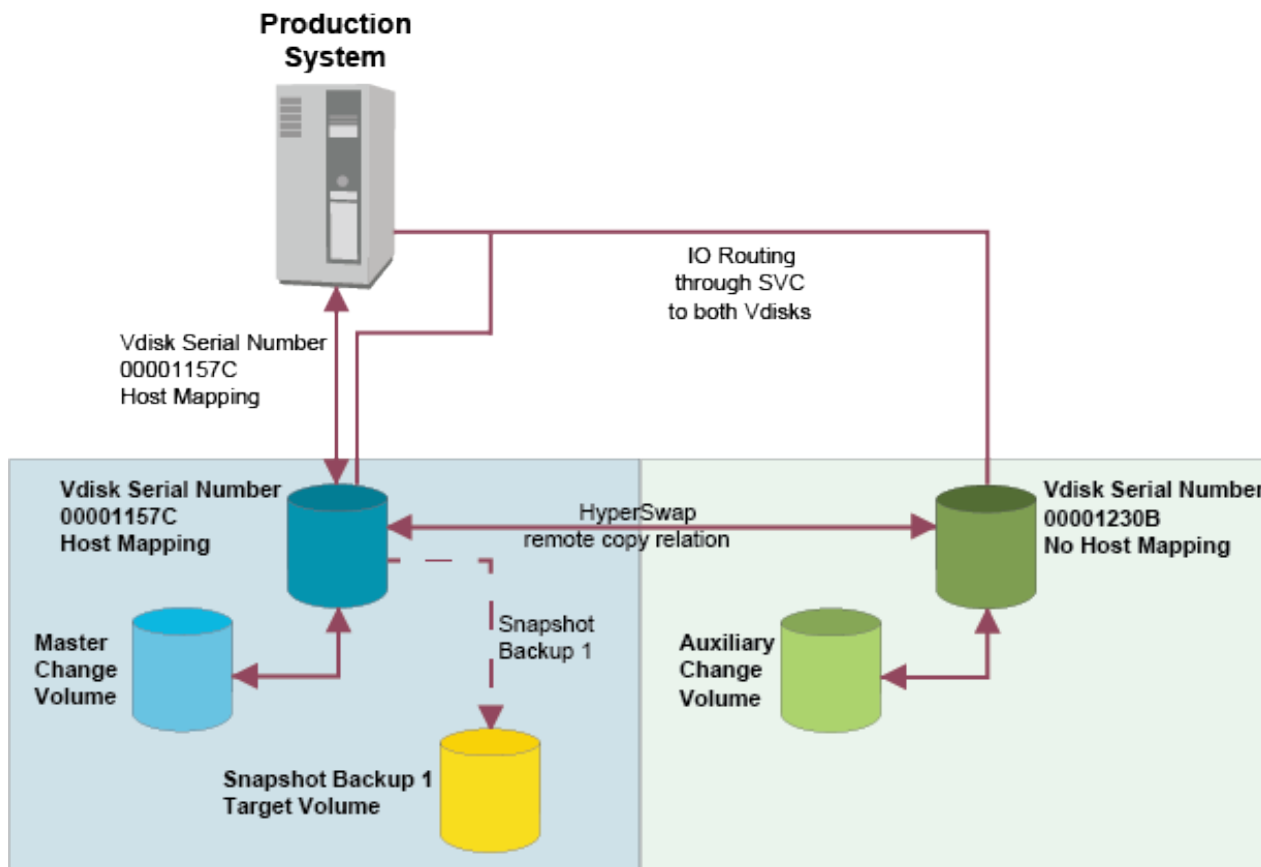 Production
System
IO Routing
through SVC
to both Vdisks
Vdisk Serial Number
00001157C
Host Mapping
Vdisk Serial Number
00001157C
Host Mapping
HyperSwap
remote copy relation
Vdisk Serial Number
00001230B
No Host Mapping
Master
Change
Volume
Snapshot
Backup 1
Auxiliary
Change
Volume
Snapshot Backup 1
Target Volume